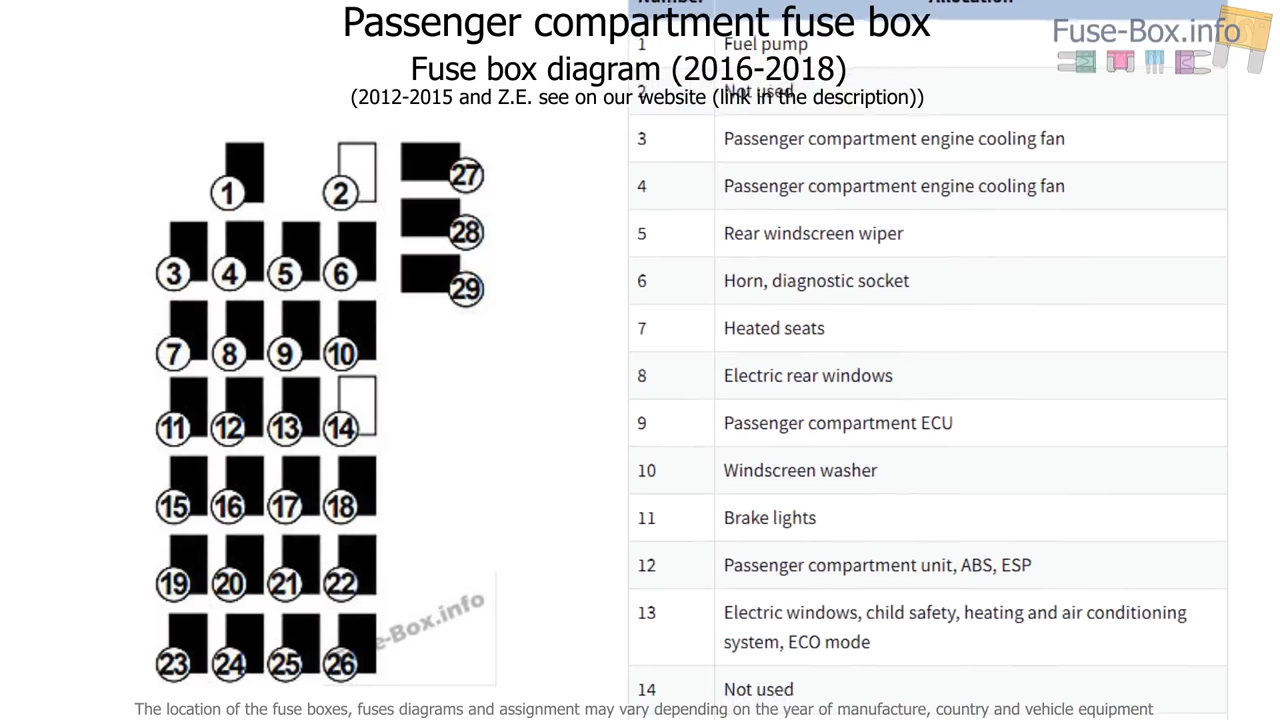 Passenger compartment fuse box
Fuse box diagram (2016-2018)
(2012-2015 and Z.E. see on our website (link in the description))
Fuse-Box.info
Number Allocation
1 Fuel pump
2 Not used
3 Passenger compartment engine cooling fan
4 Passenger compartment engine cooling fan
5 Rear windscreen wiper
6 Horn, diagnostic socket
7 Heated seats
8 Electric rear windows
9 Passenger compartment ECU
10 Windscreen washer
11 Brake lights
12 Passenger compartment unit, ABS, ESP
13 Electric windows, child safety, heating and air conditioning
system, ECO mode
14 Not used
1 2 27
28
3 4 5 6 29
7 8 9 10
11 12 13 14
15 16 17 18
19 20 21 22
23 24 25 26
e-Box.info
The location of the fuse boxes, fuses diagrams and assignment may vary depending on the year of manufacture, country and vehicle equipment